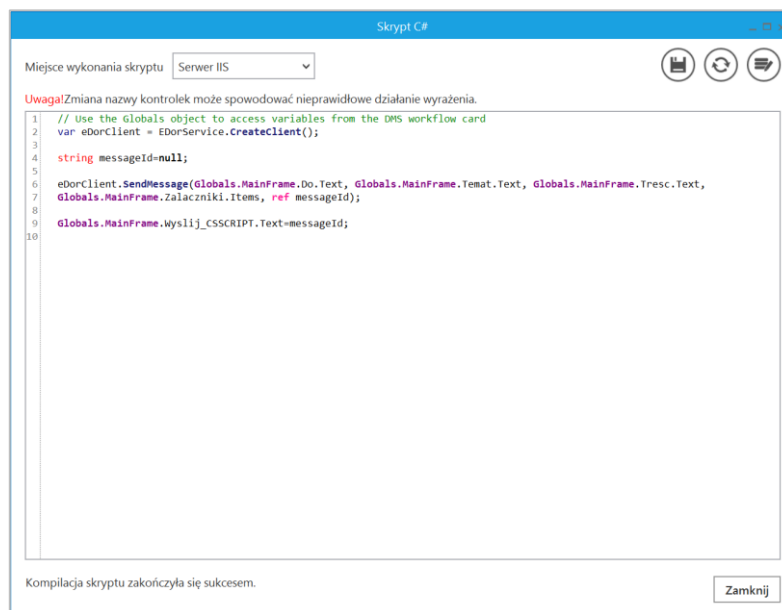 Skrypt C#
Miejsce wykonania skryptu Serwer IIS
Uwaga!Zmiana nazwy kontrolek może spowodować nieprawidłowe działanie wyrażenia.
1 // Use the Globals object to access variables from the DMS workflow card
2 var eDorClient = EDorService.CreateClient();
3
4 string messageId=null;
5
6 eDorClient.SendMessage(Globals.MainFrame.Do.Text, Globals.MainFrame.Temat.Text, Globals.MainFrame.Tresc.Text,
7 Globals.MainFrame.Zalaczniki.Items, ref messageId);
8
9 Globals.MainFrame.Wyslij_CSSCRIPT.Text=messageId;
10
Kompilacja skryptu zakończyła się sukcesem.
Zamknij